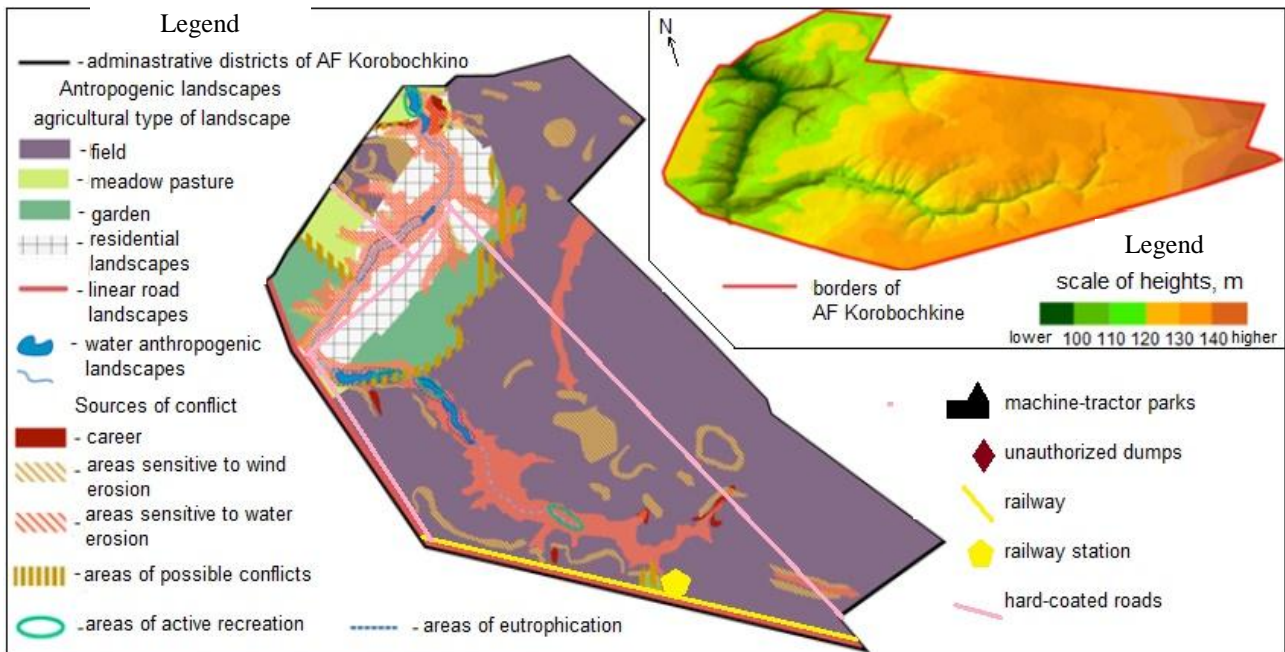 Legend
- adminastrative districts of AF Korobochkino
Antropogenic landscapes
agricultural type of landscape
- field
- meadow pasture
- garden
- residential
landscapes
- linear road
landscapes
- water anthropogenic
landscapes
Sources of conflict
- career
- areas sensitive to wind
erosion
- areas sensitive to water
erosion
- areas of possible conflicts
- areas of active recreation
- areas of eutrophication
N
borders of
AF Korobochkine
Legend
scale of heights, m
lower 100 110 120 130 140 higher
machine-tractor parks
unauthorized dumps
railway
railway station
hard-coated roads